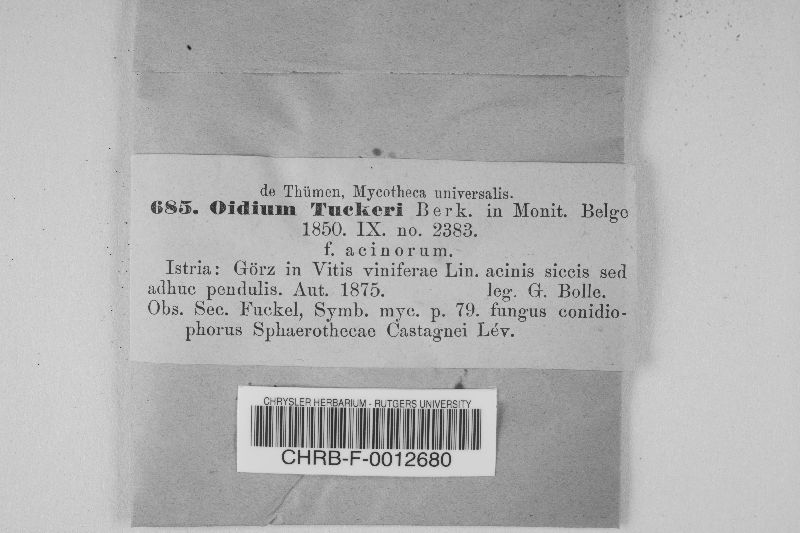 de Thümen, Mycotheca universalis.
685. Oidium Tuckeri Berk. in Monit. Belge
1850. IX. no. 2383.
f. acinorum.
Istria: Görz in Vitis viniferae Lin. acinis siccis sed
adhuc pendulis. Aut. 1875. leg. G. Bolle.
Obs. Sec. Fuckel, Symb. myc. p. 79. fungus conidio-
phorus Sphaerothecae Castagnei Lév.
CHRYSLER HERBARIUM - RUTGERS UNIVERSITY
CHRB-F-0012680